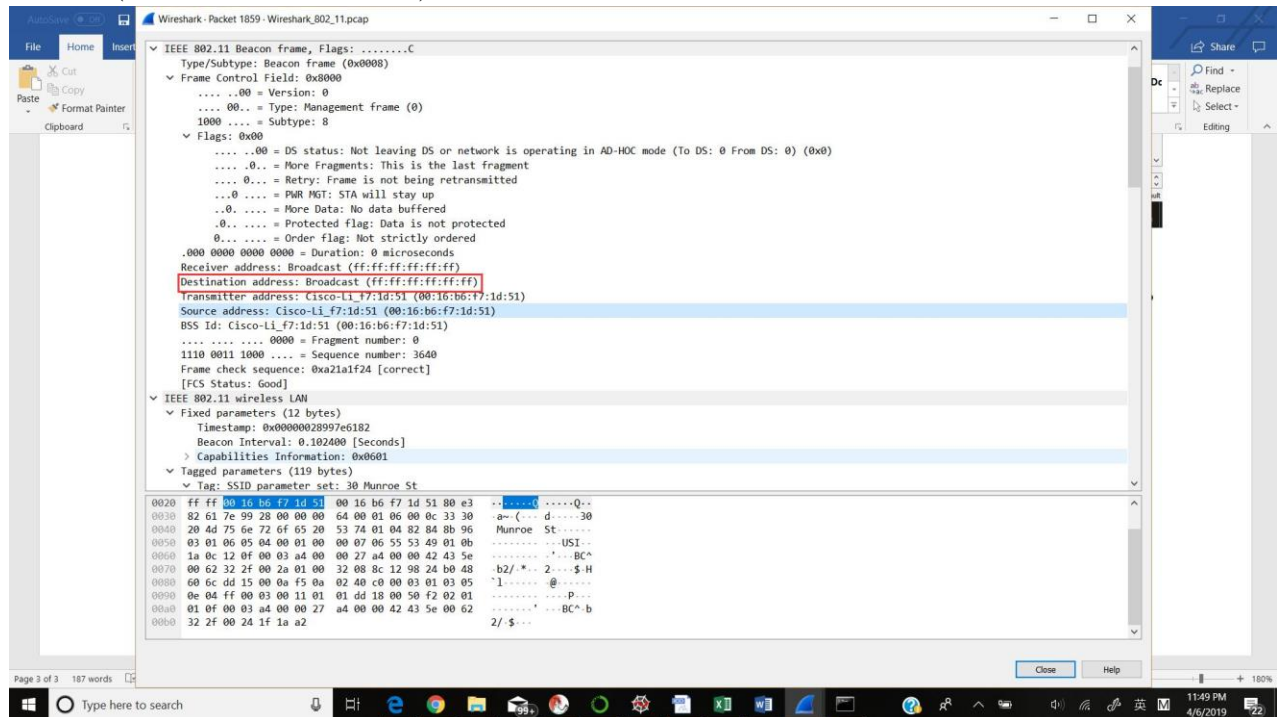 AutoSave Off
Wireshark · Packet 1859 · Wireshark_802_11.pcap
File Home Insert
Share
Cut
Copy
Paste
Format Painter
Clipboard
Find
Replace
Select
Editing
IEEE 802.11 Beacon frame, Flags: ........C
Type/Subtype: Beacon frame (0x0008)
Frame Control Field: 0x8000
.... ..00 = Version: 0
.... 00.. = Type: Management frame (0)
1000 .... = Subtype: 8
Flags: 0x00
.... ..00 = DS status: Not leaving DS or network is operating in AD-HOC mode (To DS: 0 From DS: 0) (0x0)
.... .0.. = More Fragments: This is the last fragment
.... 0... = Retry: Frame is not being retransmitted
...0 .... = PWR MGT: STA will stay up
..0. .... = More Data: No data buffered
.0.. .... = Protected flag: Data is not protected
0... .... = Order flag: Not strictly ordered
.000 0000 0000 0000 = Duration: 0 microseconds
Receiver address: Broadcast (ff:ff:ff:ff:ff:ff)
Destination address: Broadcast (ff:ff:ff:ff:ff:ff)
Transmitter address: Cisco-Li_f7:1d:51 (00:16:b6:f7:1d:51)
Source address: Cisco-Li_f7:1d:51 (00:16:b6:f7:1d:51)
BSS Id: Cisco-Li_f7:1d:51 (00:16:b6:f7:1d:51)
.... .... .... 0000 = Fragment number: 0
1110 0011 1000 .... = Sequence number: 3640
Frame check sequence: 0xa21a1f24 [correct]
[FCS Status: Good]
IEEE 802.11 wireless LAN
Fixed parameters (12 bytes)
Timestamp: 0x00000028997e6182
Beacon Interval: 0.102400 [Seconds]
Capabilities Information: 0x0601
Tagged parameters (119 bytes)
Tag: SSID parameter set: 30 Munroe St
0020 ff ff 00 16 b6 f7 1d 51 00 16 b6 f7 1d 51 80 e3 ·······Q ·····Q··
0030 82 61 7e 99 28 00 00 00 64 00 01 06 00 0c 33 30 ·a~·(··· d·····30
0040 20 4d 75 6e 72 6f 65 20 53 74 01 04 82 84 8b 96 Munroe St······
0050 03 01 06 05 04 00 01 00 00 07 06 55 53 49 01 0b ········ ···USI··
0060 1a 0c 12 0f 00 03 a4 00 00 27 a4 00 00 42 43 5e ········ ·'···BC^
0070 00 62 32 2f 00 2a 01 00 32 08 8c 12 98 24 b0 48 ·b2/·*·· 2····$·H
0080 60 6c dd 15 00 0a f5 0a 02 40 c0 00 03 01 03 05 `l······ ·@······
0090 0e 04 ff 00 03 00 11 01 01 dd 18 00 50 f2 02 01 ········ ····P···
00a0 01 0f 00 03 a4 00 00 27 a4 00 00 42 43 5e 00 62 ·······' ···BC^·b
00b0 32 2f 00 24 1f 1a a2 2/·$···
Close Help
Page 3 of 3 187 words
180%
Type here to search
99+
英
M
11:49 PM
4/6/2019
22